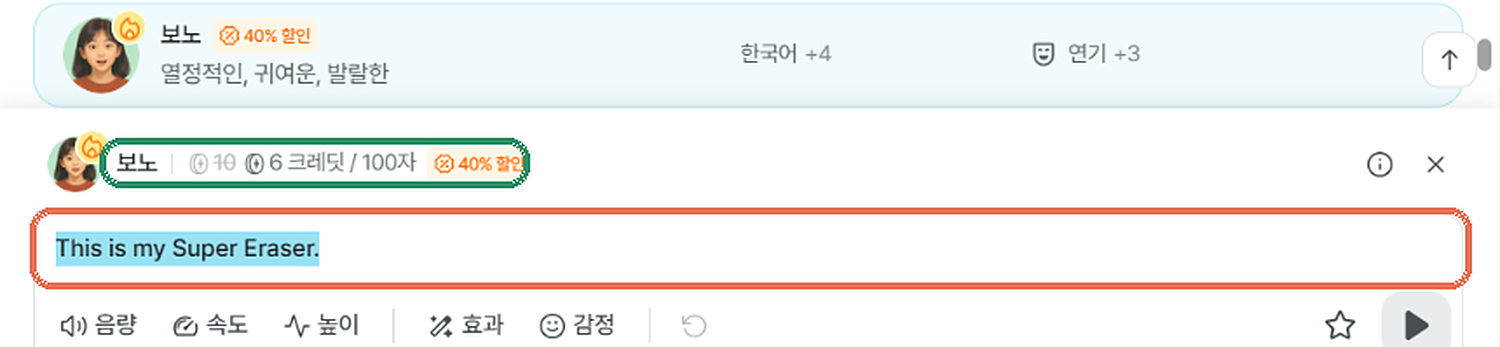 보노 40% 할인
열정적인, 귀여운, 발랄한
한국어 +4
연기 +3
보노 10 6 크레딧 / 100자 40% 할인
This is my Super Eraser.
음량 속도 높이 효과 감정